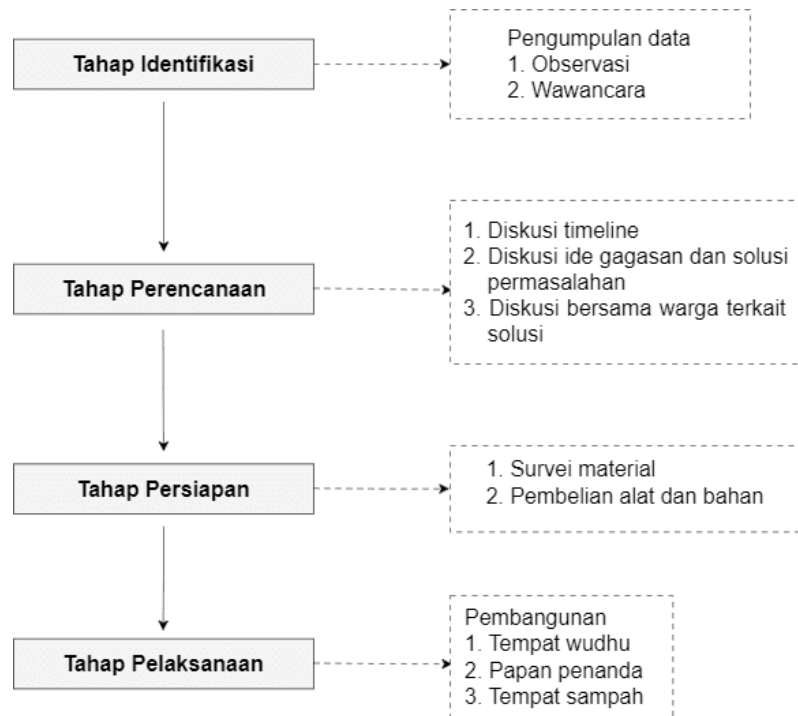 Tahap Identifikasi
Pengumpulan data
1. Observasi
2. Wawancara
Tahap Perencanaan
1. Diskusi timeline
2. Diskusi ide gagasan dan solusi
permasalahan
3. Diskusi bersama warga terkait
solusi
Tahap Persiapan
1. Survei material
2. Pembelian alat dan bahan
Tahap Pelaksanaan
Pembangunan
1. Tempat wudhu
2. Papan penanda
3. Tempat sampah